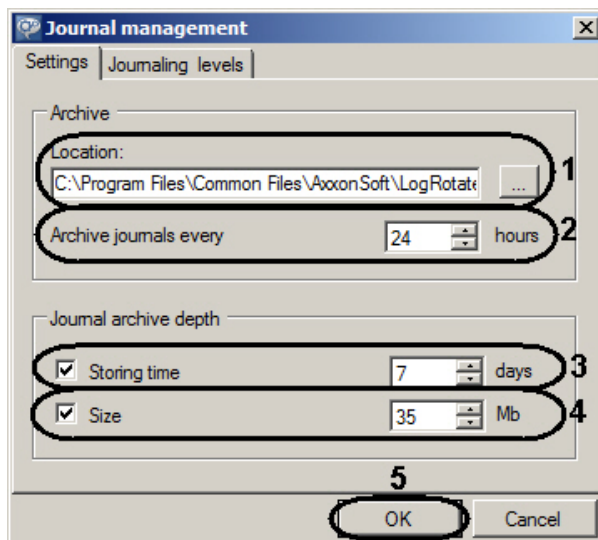 Journal management
Settings
Journaling levels
Archive
Location:
C:\Program Files\Common Files\AxxonSoft\LogRotate
...
1
Archive journals every 24 hours
2
Journal archive depth
Storing time 7 days
3
Size 35 Mb
4
5
OK
Cancel